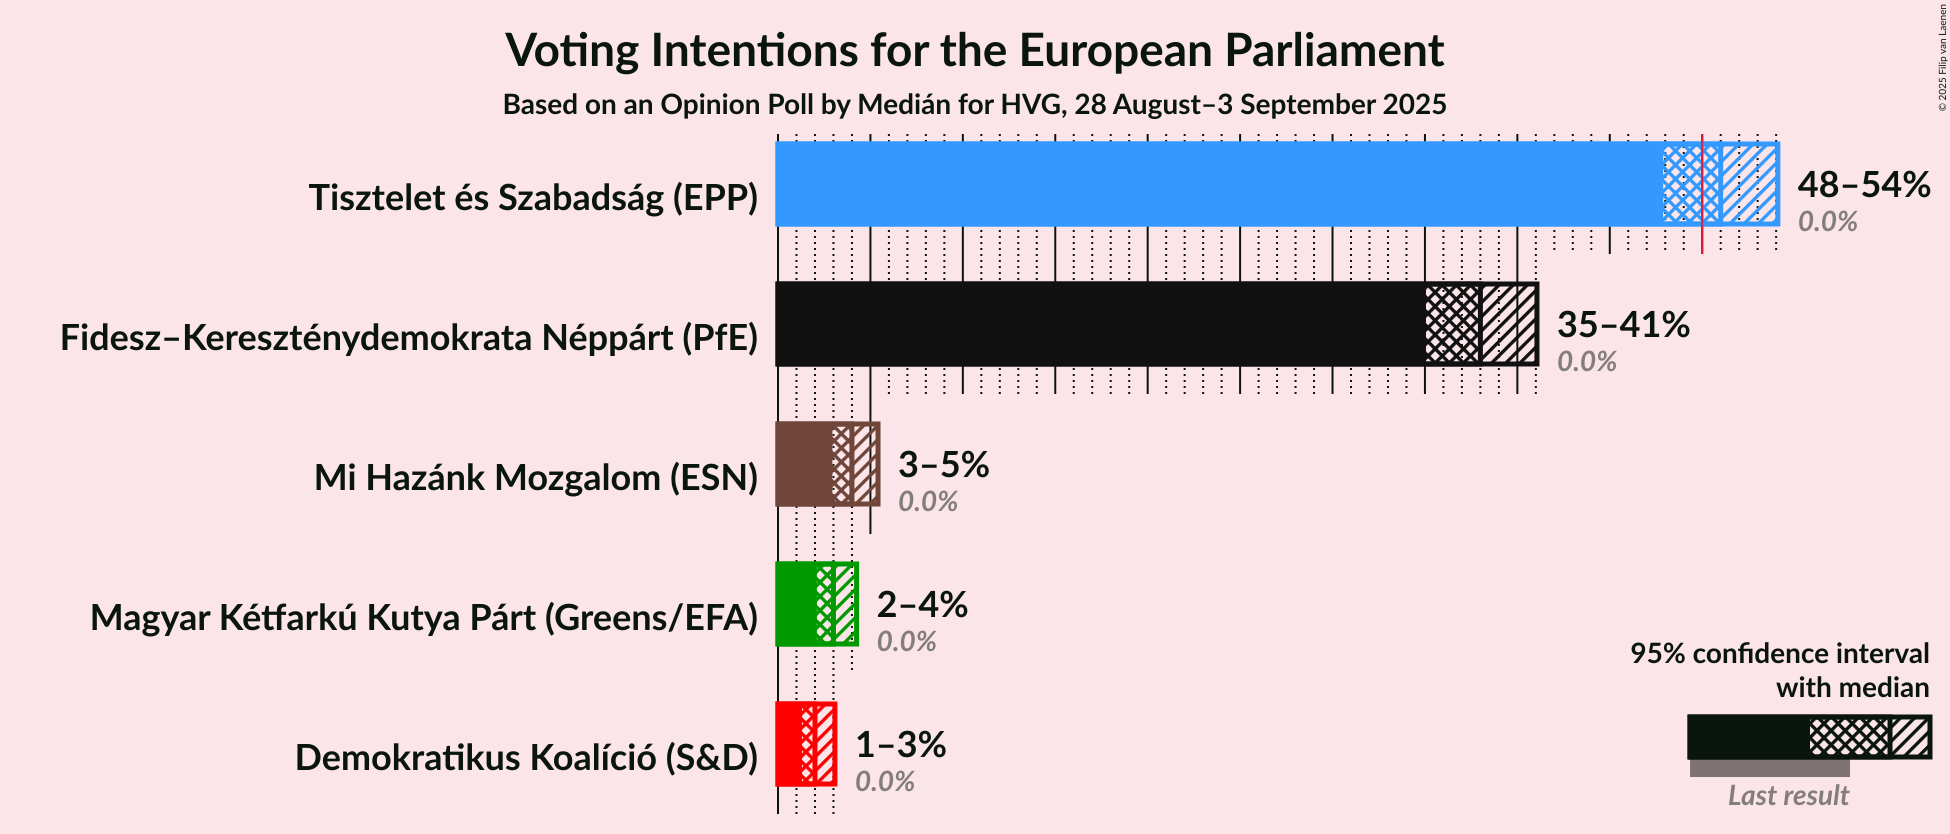 Voting Intentions for the European Parliament
Based on an Opinion Poll by Medián for HVG, 28 August–3 September 2025
© 2025 Filip van Laenen
Tisztelet és Szabadság (EPP)
48–54%
0.0%
Fidesz–Kereszténydemokrata Néppárt (PfE)
35–41%
0.0%
Mi Hazánk Mozgalom (ESN)
3–5%
0.0%
Magyar Kétfarkú Kutya Párt (Greens/EFA)
2–4%
0.0%
Demokratikus Koalíció (S&D)
1–3%
0.0%
95% confidence interval
with median
Last result